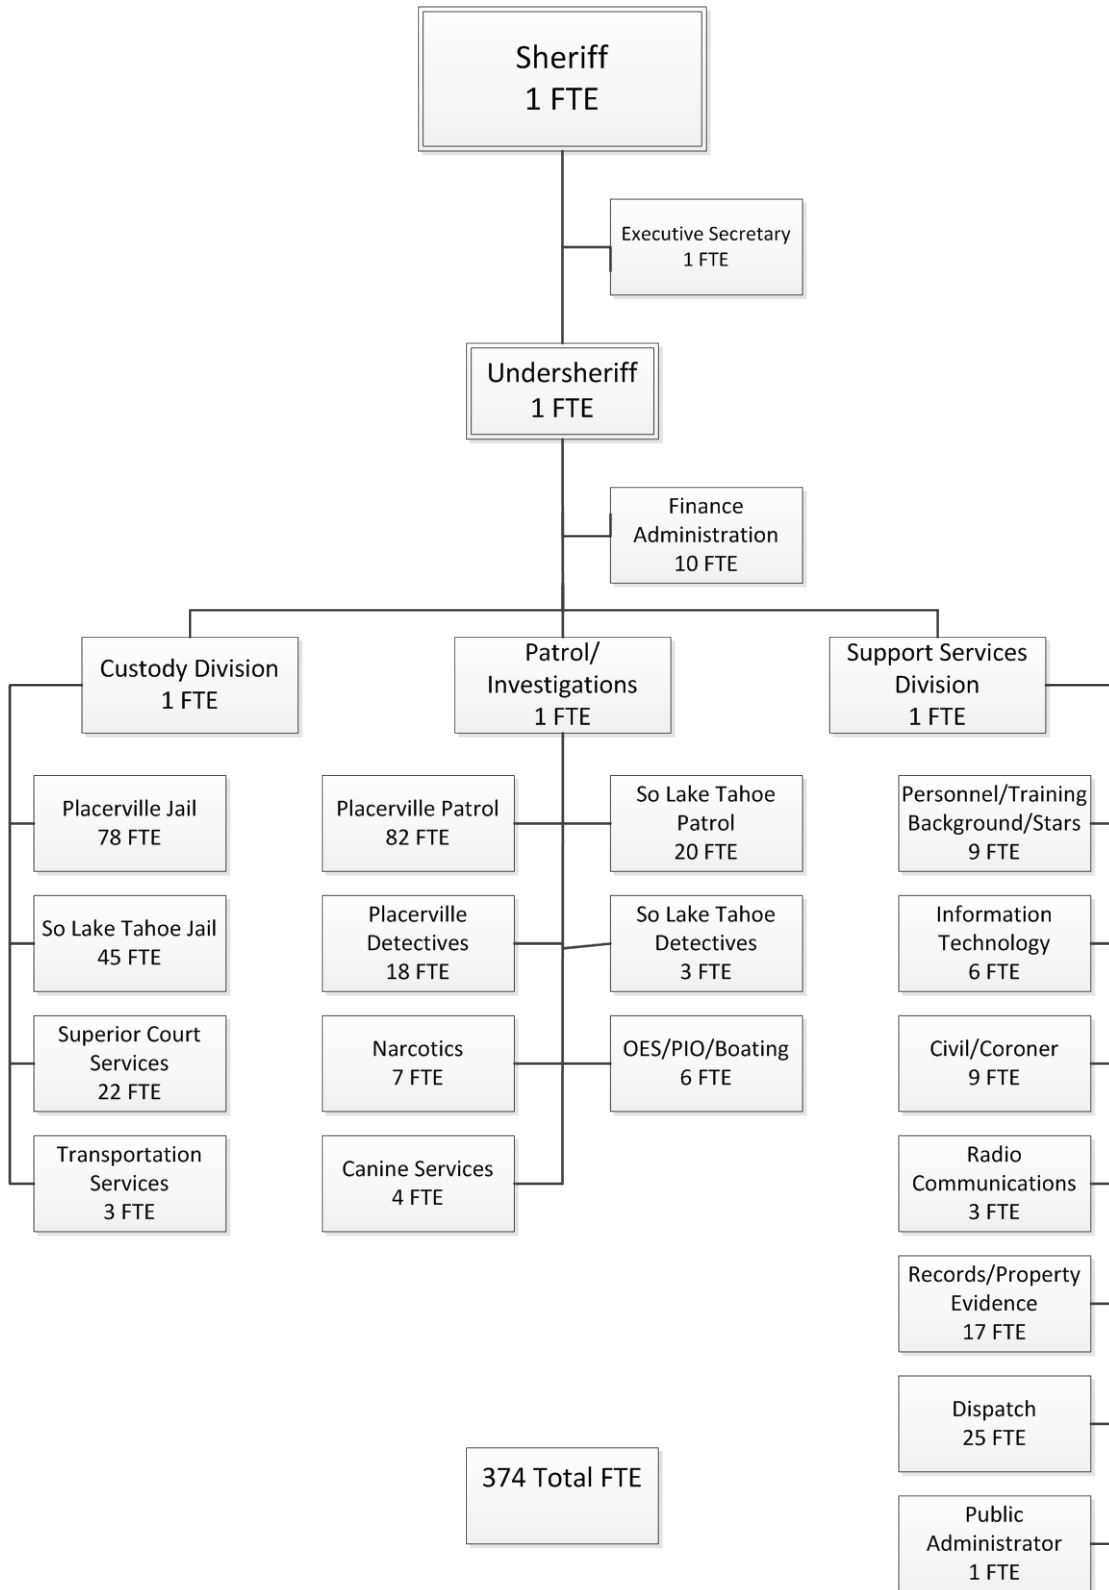 Sheriff
1 FTE
Executive Secretary
1 FTE
Undersheriff
1 FTE
Finance
Administration
10 FTE
Custody Division
1 FTE
Patrol/
Investigations
1 FTE
Support Services
Division
1 FTE
Placerville Jail
78 FTE
So Lake Tahoe Jail
45 FTE
Superior Court
Services
22 FTE
Transportation
Services
3 FTE
Placerville Patrol
82 FTE
So Lake Tahoe
Patrol
20 FTE
Placerville
Detectives
18 FTE
So Lake Tahoe
Detectives
3 FTE
Narcotics
7 FTE
OES/PIO/Boating
6 FTE
Canine Services
4 FTE
Personnel/Training
Background/Stars
9 FTE
Information
Technology
6 FTE
Civil/Coroner
9 FTE
Radio
Communications
3 FTE
Records/Property
Evidence
17 FTE
Dispatch
25 FTE
Public
Administrator
1 FTE
374 Total FTE